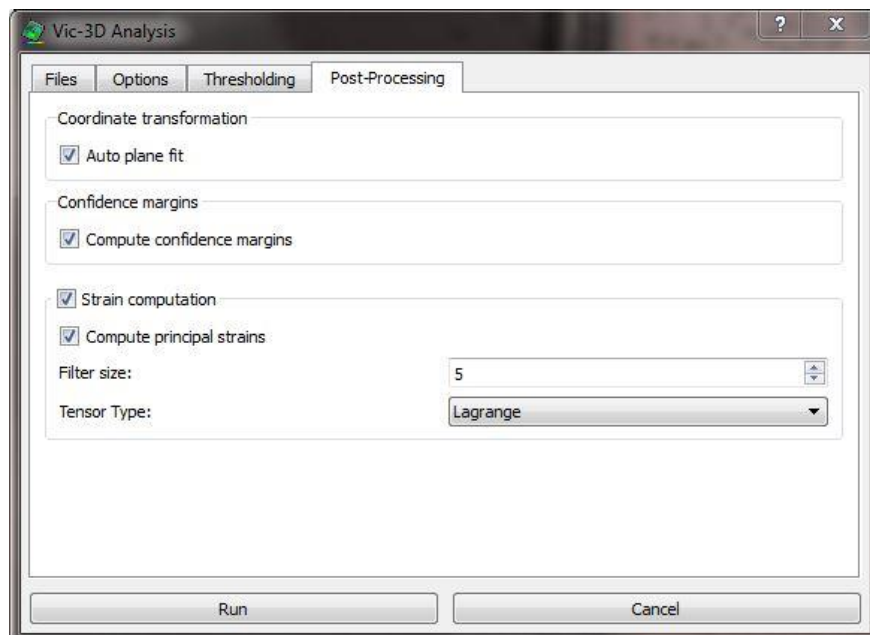 Vic-3D Analysis
Files Options Thresholding Post-Processing
Coordinate transformation
Auto plane fit
Confidence margins
Compute confidence margins
Strain computation
Compute principal strains
Filter size: 5
Tensor Type: Lagrange
Run Cancel